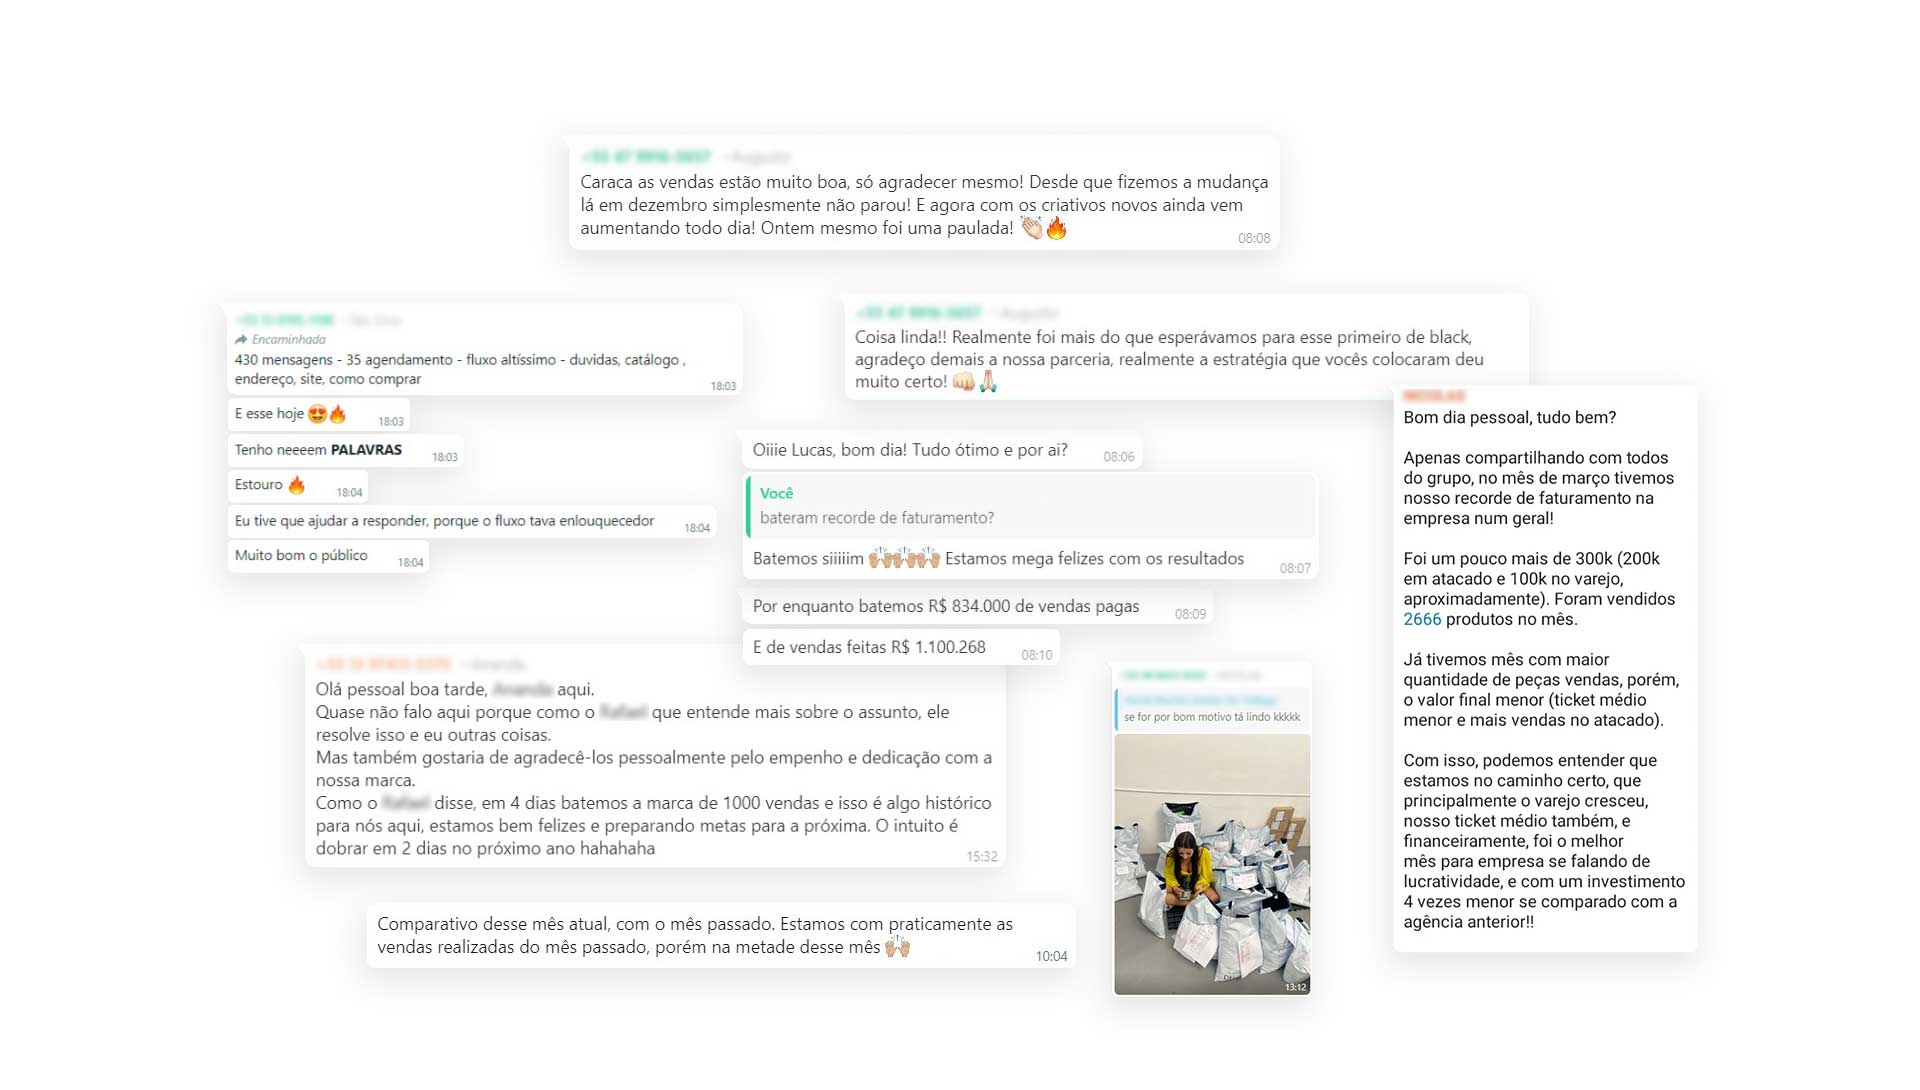 Caraca as vendas estão muito boa, só agradecer mesmo! Desde que fizemos a mudança
lá em dezembro simplesmente não parou! E agora com os criativos novos ainda vem
aumentando todo dia! Ontem mesmo foi uma paulada! 👏🏻🔥
08:08
Encaminhada
430 mensagens - 35 agendamento - fluxo altíssimo - duvidas, catálogo ,
endereço, site, como comprar
18:03
E esse hoje 😍🔥
18:03
Tenho neeeem PALAVRAS
18:03
Estouro 🔥
18:04
Eu tive que ajudar a responder, porque o fluxo tava enlouquecedor
18:04
Muito bom o público
18:04
Coisa linda!! Realmente foi mais do que esperávamos para esse primeiro de black,
agradeço demais a nossa parceria, realmente a estratégia que vocês colocaram deu
muito certo! 👊🏻🙏🏻
Oiiie Lucas, bom dia! Tudo ótimo e por ai?
08:06
Você
bateram recorde de faturamento?
Batemos siiiiim 🙌🏼🙌🏼🙌🏼 Estamos mega felizes com os resultados
08:07
Por enquanto batemos R$ 834.000 de vendas pagas
08:09
E de vendas feitas R$ 1.100.268
08:10
Olá pessoal boa tarde, aqui.
Quase não falo aqui porque como o que entende mais sobre o assunto, ele
resolve isso e eu outras coisas.
Mas também gostaria de agradecê-los pessoalmente pelo empenho e dedicação com a
nossa marca.
Como o disse, em 4 dias batemos a marca de 1000 vendas e isso é algo histórico
para nós aqui, estamos bem felizes e preparando metas para a próxima. O intuito é
dobrar em 2 dias no próximo ano hahahaha
15:32
Comparativo desse mês atual, com o mês passado. Estamos com praticamente as
vendas realizadas do mês passado, porém na metade desse mês 🙌🏼
10:04
se for por bom motivo tá lindo kkkkk
13:12
Bom dia pessoal, tudo bem?
Apenas compartilhando com todos
do grupo, no mês de março tivemos
nosso recorde de faturamento na
empresa num geral!
Foi um pouco mais de 300k (200k
em atacado e 100k no varejo,
aproximadamente). Foram vendidos
2666 produtos no mês.
Já tivemos mês com maior
quantidade de peças vendas, porém,
o valor final menor (ticket médio
menor e mais vendas no atacado).
Com isso, podemos entender que
estamos no caminho certo, que
principalmente o varejo cresceu,
nosso ticket médio também, e
financeiramente, foi o melhor
mês para empresa se falando de
lucratividade, e com um investimento
4 vezes menor se comparado com a
agência anterior!!